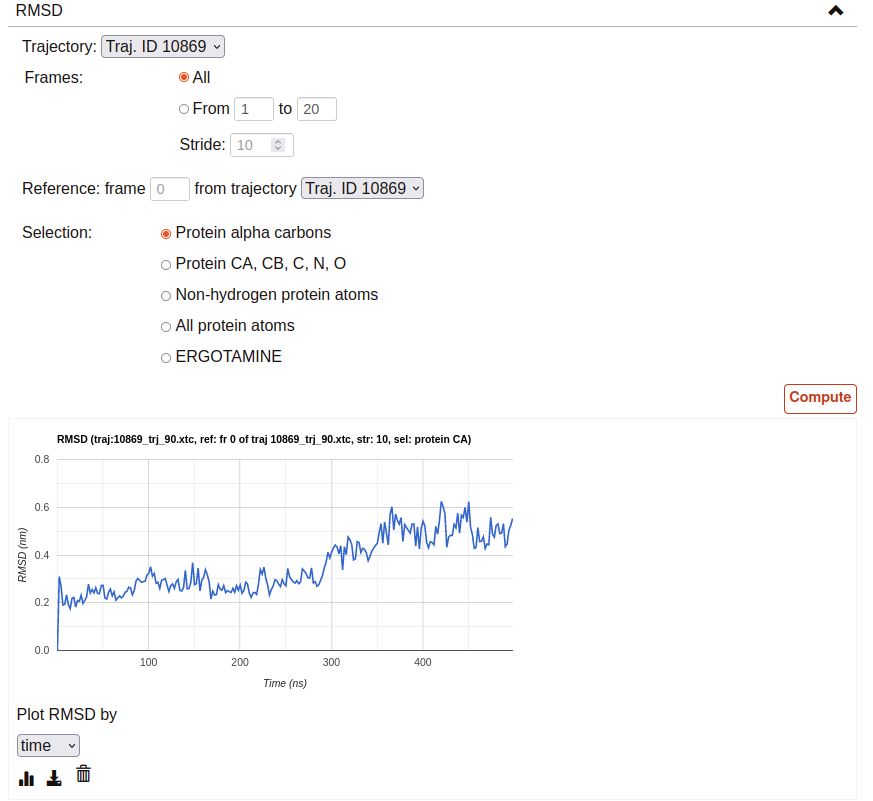 RMSD
Trajectory: Traj. ID 10869
Frames: All
From 1 to 20
Stride: 10
Reference: frame 0 from trajectory Traj. ID 10869
Selection: Protein alpha carbons
Protein CA, CB, C, N, O
Non-hydrogen protein atoms
All protein atoms
ERGOTAMINE
Compute
RMSD (traj:10869_trj_90.xtc, ref: fr 0 of traj 10869_trj_90.xtc, str: 10, sel: protein CA)
0.8
0.6
0.4
0.2
0.0
RMSD (nm)
100 200 300 400
Time (ns)
Plot RMSD by
time